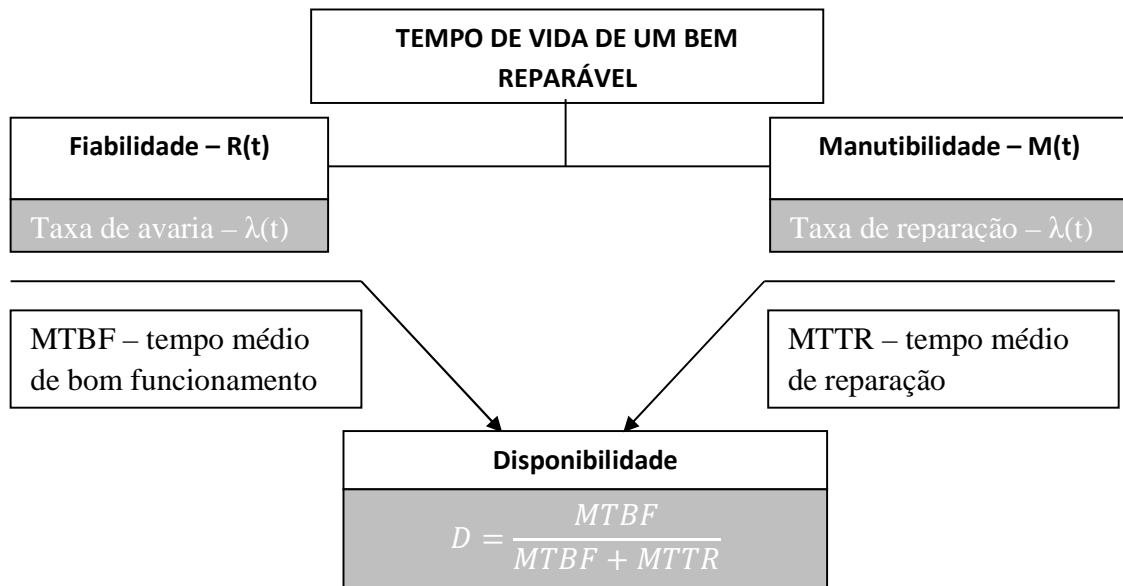 TEMPO DE VIDA DE UM BEM
REPARÁVEL
Fiabilidade – R(t)
Manutibilidade – M(t)
Taxa de avaria – λ(t)
Taxa de reparação – λ(t)
MTBF – tempo médio
de bom funcionamento
MTTR – tempo médio
de reparação
Disponibilidade
D = MTBF / (MTBF + MTTR)